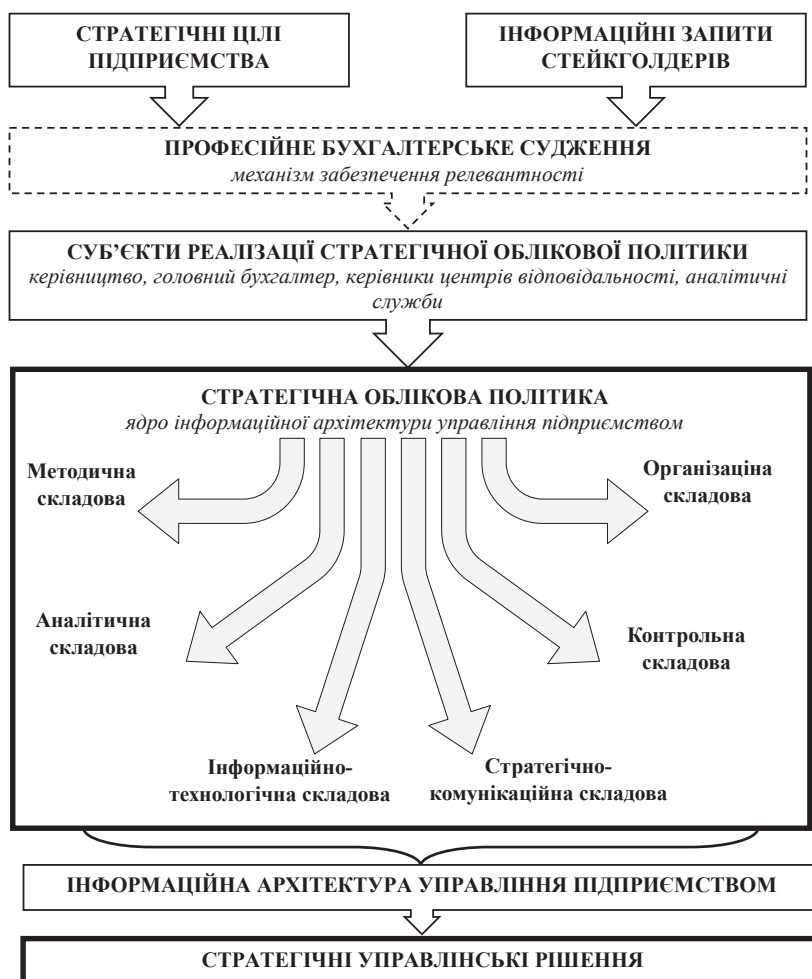 СТРАТЕГІЧНІ ЦІЛІ
ПІДПРИЄМСТВА
ІНФОРМАЦІЙНІ ЗАПИТИ
СТЕЙКГОЛДЕРІВ
ПРОФЕСІЙНЕ БУХГАЛТЕРСЬКЕ СУДЖЕННЯ
механізм забезпечення релевантності
СУБ’ЄКТИ РЕАЛІЗАЦІЇ СТРАТЕГІЧНОЇ ОБЛІКОВОЇ ПОЛІТИКИ
керівництво, головний бухгалтер, керівники центрів відповідальності, аналітичні
служби
СТРАТЕГІЧНА ОБЛІКОВА ПОЛІТИКА
ядро інформаційної архітектури управління підприємством
Методична
складова
Організаціна
складова
Аналітична
складова
Контрольна
складова
Інформаційно-
технологічна складова
Стратегічно-
комунікаційна складова
ІНФОРМАЦІЙНА АРХІТЕКТУРА УПРАВЛІННЯ ПІДПРИЄМСТВОМ
СТРАТЕГІЧНІ УПРАВЛІНСЬКІ РІШЕННЯ